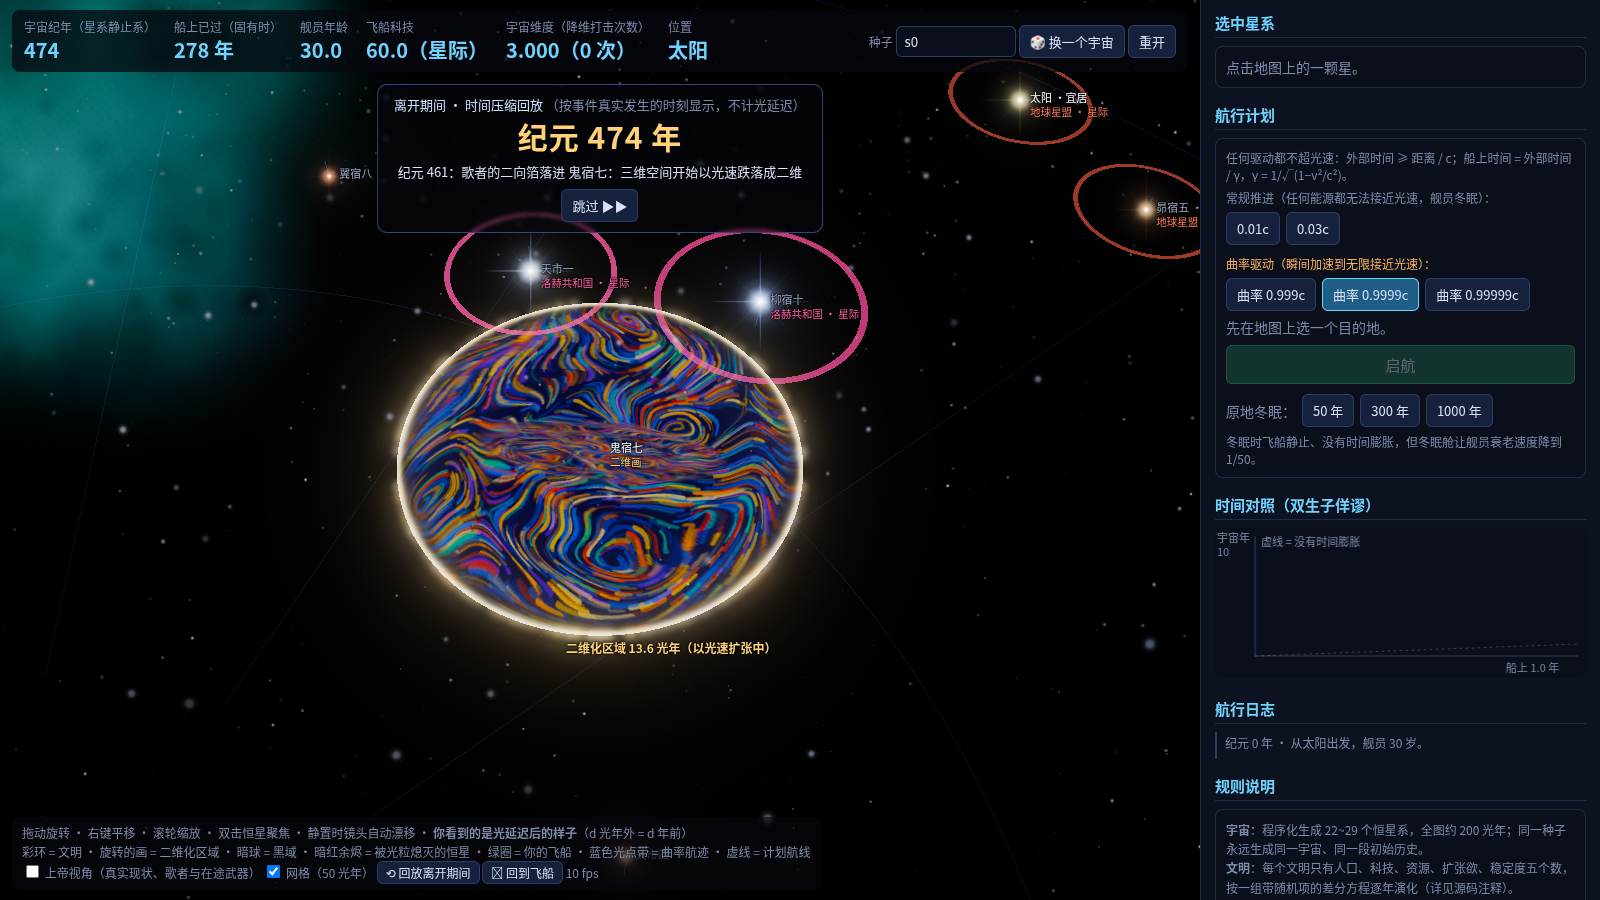 宇宙纪年（星系静止系）
474
船上已过（固有时）
278 年
舰员年龄
30.0
飞船科技
60.0（星际）
宇宙维度（降维打击次数）
3.000（0 次）
位置
太阳
种子
s0
🎲 换一个宇宙
重开
离开期间 · 时间压缩回放 （按事件真实发生的时刻显示，不计光延迟）
纪元 474 年
纪元 461：歌者的二向箔落进 鬼宿七：三维空间开始以光速跌落成二维
跳过 ▶▶
太阳 · 宜居
地球星盟 · 星际
翼宿八
昴宿五 ·
地球星盟
天市一
洛赫共和国 · 星际
柳宿十
洛赫共和国 · 星际
鬼宿七
二维画
二维化区域 13.6 光年（以光速扩张中）
拖动旋转 · 右键平移 · 滚轮缩放 · 双击恒星聚焦 · 静置时镜头自动漂移 · 你看到的是光延迟后的样子（d 光年外 = d 年前）
彩环 = 文明 · 旋转的画 = 二维化区域 · 暗球 = 黑域 · 暗红余烬 = 被光粒熄灭的恒星 · 绿圈 = 你的飞船 · 蓝色光点带 = 曲率航迹 · 虚线 = 计划航线
上帝视角（真实现状、歌者与在途武器）
网格（50 光年）
⟲ 回放离开期间
回到飞船
10 fps
选中星系
点击地图上的一颗星。
航行计划
任何驱动都不超光速：外部时间 ⩾ 距离 / c；船上时间 = 外部时间
/ γ，γ = 1/√(1−v²/c²)。
常规推进（任何能源都无法接近光速，舰员冬眠）：
0.01c
0.03c
曲率驱动（瞬间加速到无限接近光速）：
曲率 0.999c
曲率 0.9999c
曲率 0.99999c
先在地图上选一个目的地。
启航
原地冬眠：
50 年
300 年
1000 年
冬眠时飞船静止、没有时间膨胀，但冬眠舱让舰员衰老速度降到
1/50。
时间对照（双生子佯谬）
宇宙年
10
虚线 = 没有时间膨胀
船上 1.0 年
航行日志
纪元 0 年 · 从太阳出发，舰员 30 岁。
规则说明
宇宙：程序化生成 22~29 个恒星系，全图约 200 光年；同一种子
永远生成同一宇宙、同一段初始历史。
文明：每个文明只有人口、科技、资源、扩张欲、稳定度五个数，
按一组带随机项的差分方程逐年演化（详见源码注释）。